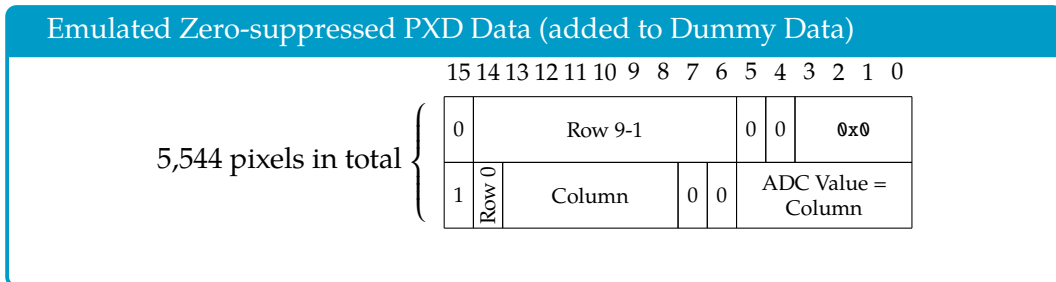 Emulated Zero-suppressed PXD Data (added to Dummy Data)
15 14 13 12 11 10 9 8 7 6 5 4 3 2 1 0
0 Row 9-1 0 0 0x0
5,544 pixels in total
1 Row 0 Column 0 0 ADC Value =
Column